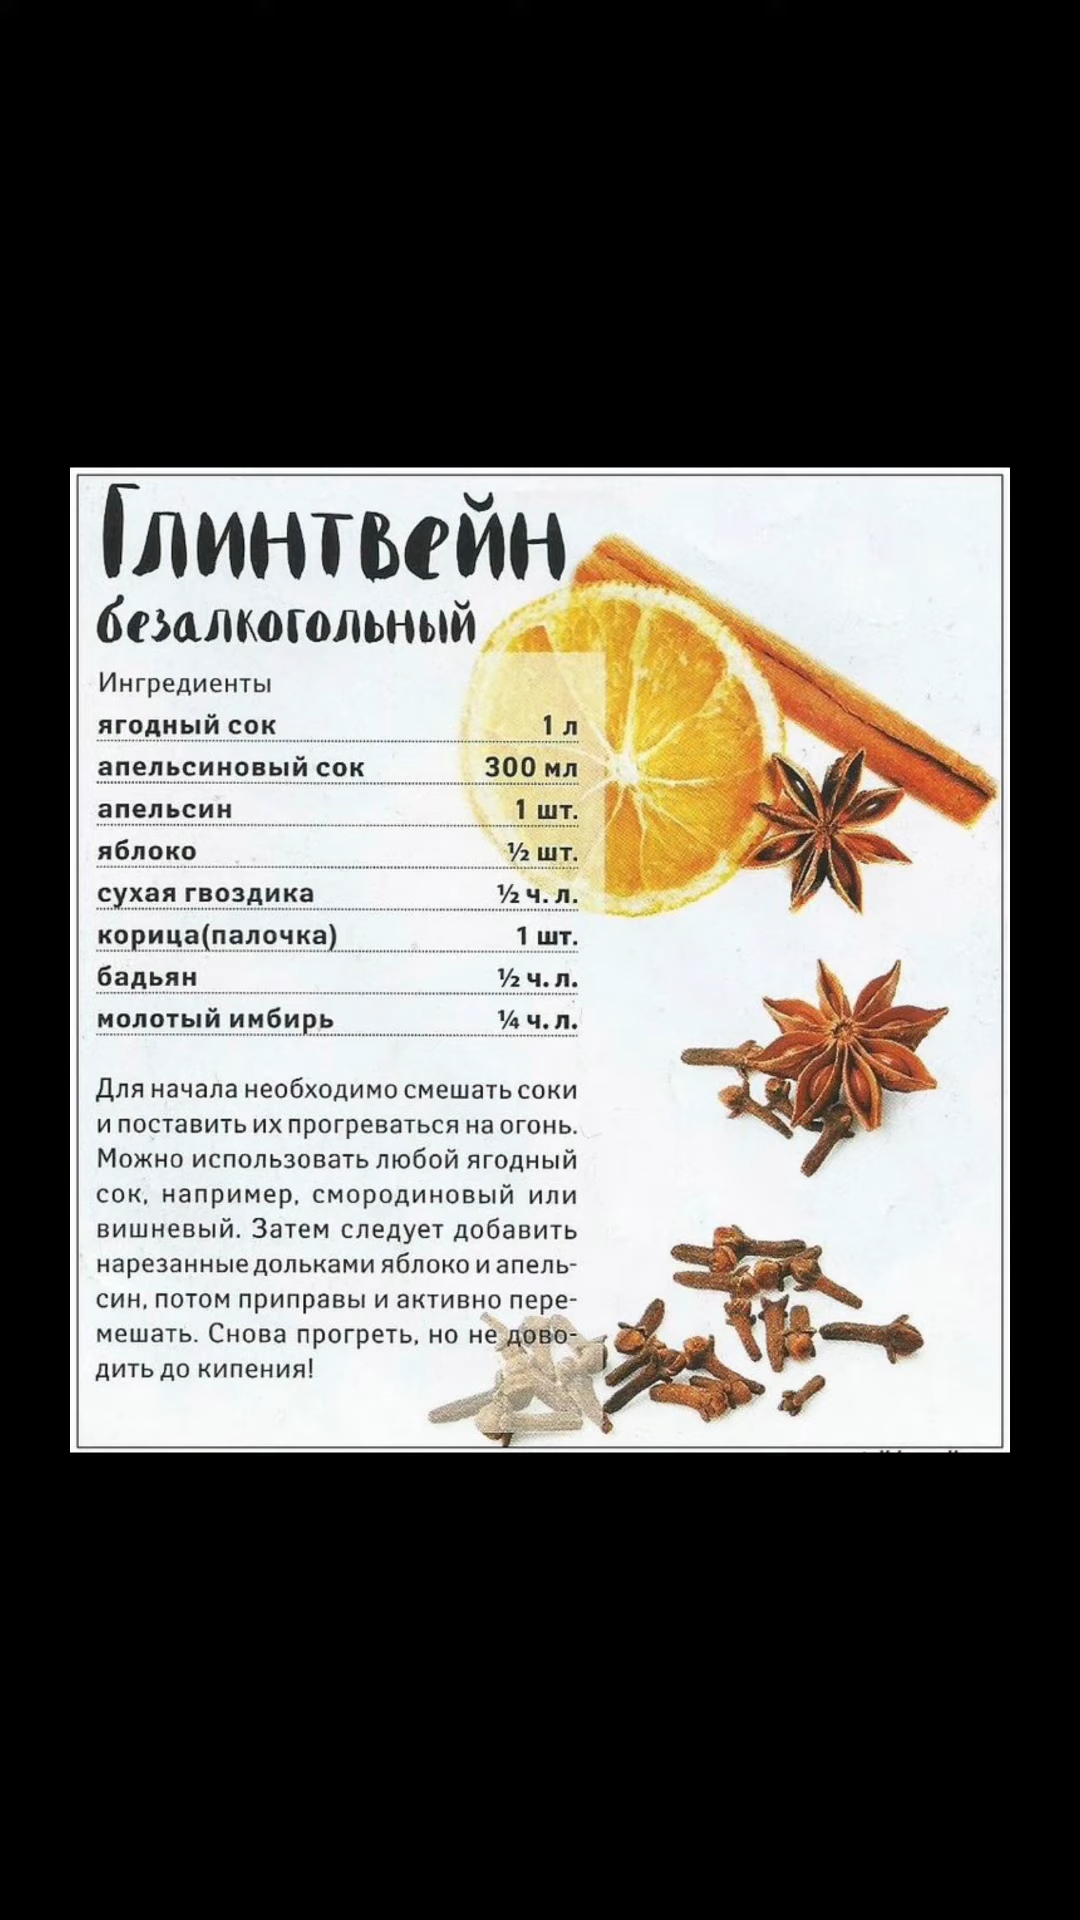 Глинтвейн
безалкогольный
Ингредиенты
ягодный сок 1 л
апельсиновый сок 300 мл
апельсин 1 шт.
яблоко ½ шт.
сухая гвоздика ½ ч. л.
корица(палочка) 1 шт.
бадьян ½ ч. л.
молотый имбирь ¼ ч. л.
Для начала необходимо смешать соки
и поставить их прогреваться на огонь.
Можно использовать любой ягодный
сок, например, смородиновый или
вишневый. Затем следует добавить
нарезанные дольками яблоко и апель-
син, потом приправы и активно пере-
мешать. Снова прогреть, но не дово-
дить до кипения!